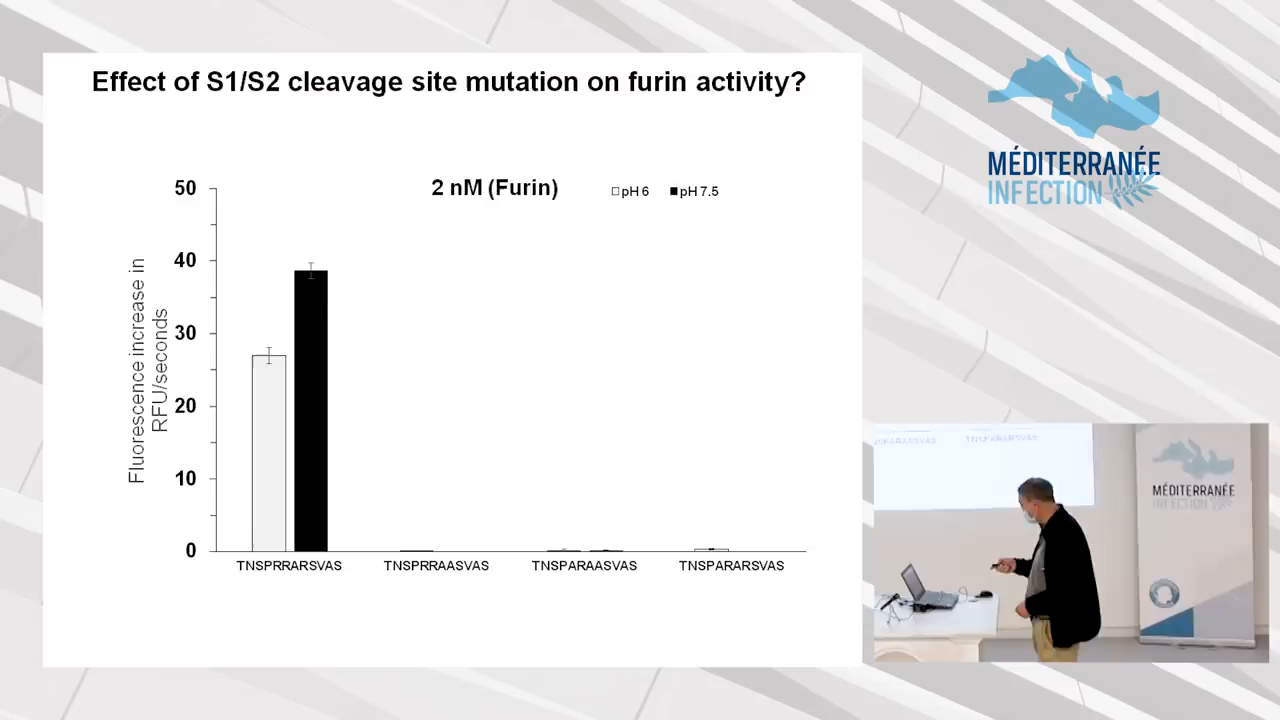 Effect of S1/S2 cleavage site mutation on furin activity?
2 nM (Furin)
pH 6
pH 7.5
Fluorescence increase in
RFU/seconds
50
40
30
20
10
0
TNSPRRARSVAS
TNSPRRAASVAS
TNSPARAASVAS
TNSPARARSVAS
MÉDITERRANÉE
INFECTION
TNSPARARSVAS
MÉDITERRANÉE
INFECTION